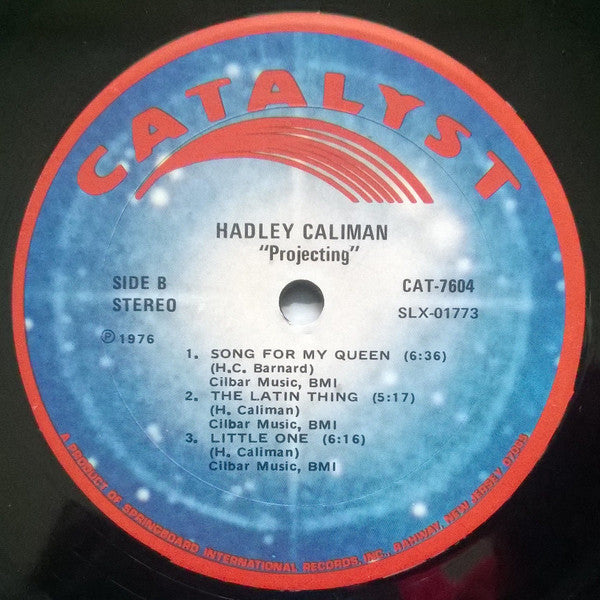 CATALYST
HADLEY CALIMAN
"Projecting"
SIDE B
STEREO
CAT-7604
SLX-01773
℗1976
1. SONG FOR MY QUEEN (6:36)
(H.C. Barnard)
Cilbar Music, BMI
2. THE LATIN THING (5:17)
(H. Caliman)
Cilbar Music, BMI
3. LITTLE ONE (6:16)
(H. Caliman)
Cilbar Music, BMI
A PRODUCT OF SPRINGBOARD INTERNATIONAL RECORDS, INC., RAHWAY, NEW JERSEY